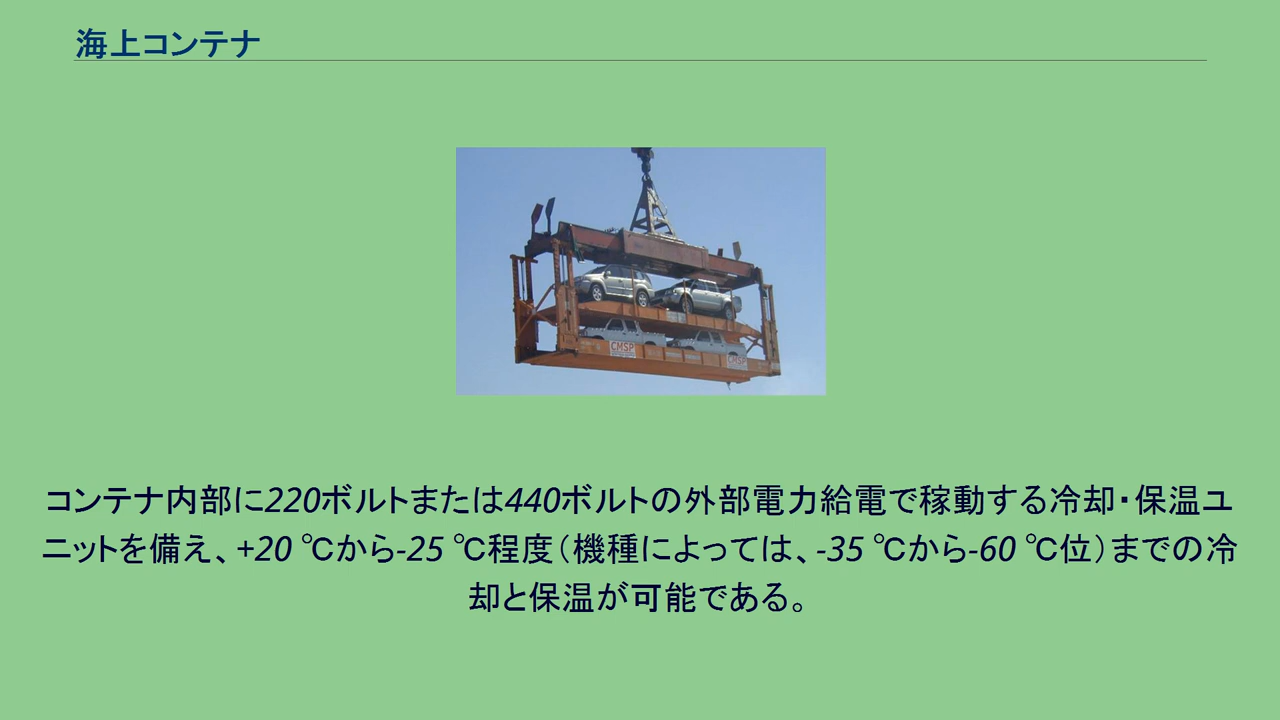 海上コンテナ
CMSP
CMSP
コンテナ内部に220ボルトまたは440ボルトの外部電力給電で稼動する冷却・保温ユ
ニットを備え、+20 ℃から-25 ℃程度（機種によっては、-35 ℃から-60 ℃位）までの冷
却と保温が可能である。